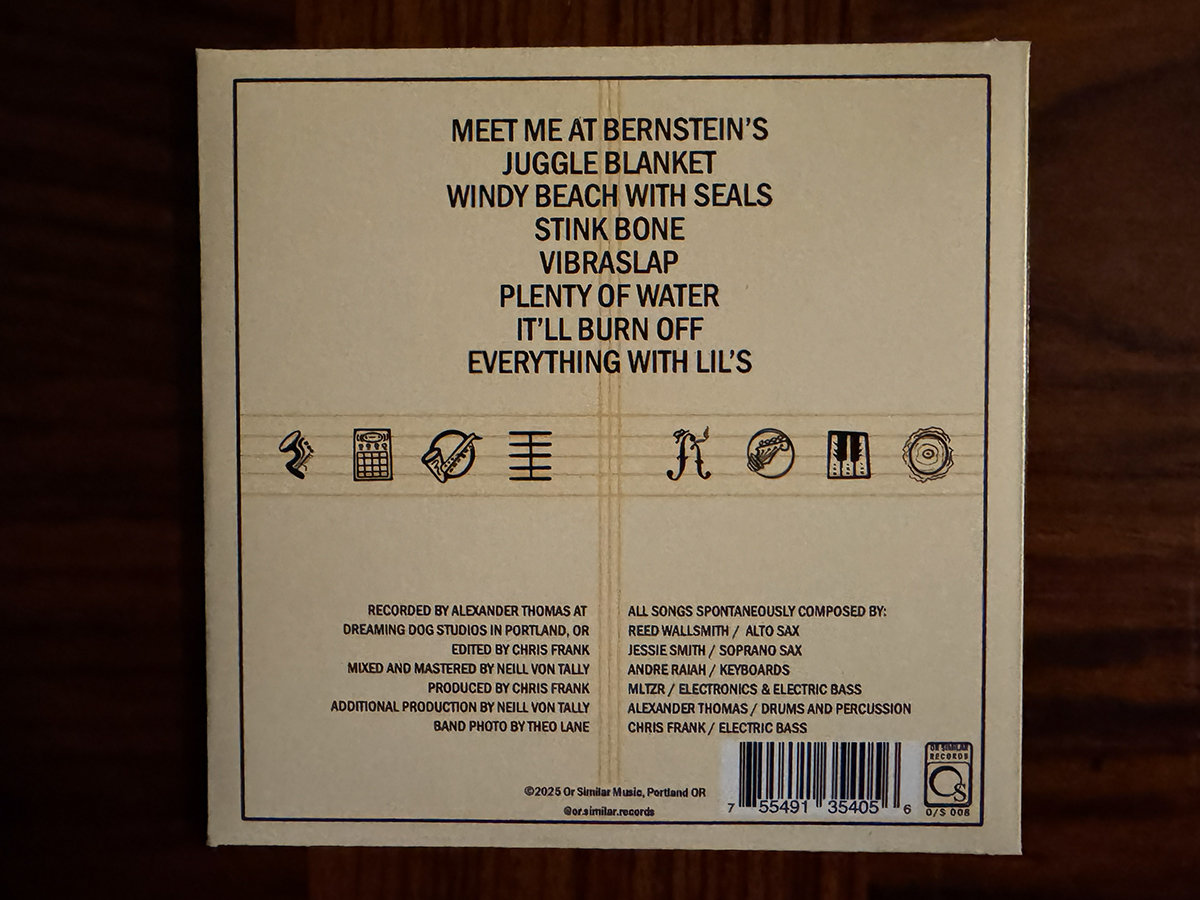 MEET ME AT BERNSTEIN'S
JUGGLE BLANKET
WINDY BEACH WITH SEALS
STINK BONE
VIBRASLAP
PLENTY OF WATER
IT'LL BURN OFF
EVERYTHING WITH LIL'S
RECORDED BY ALEXANDER THOMAS AT
DREAMING DOG STUDIOS IN PORTLAND, OR
EDITED BY CHRIS FRANK
MIXED AND MASTERED BY NEILL VON TALLY
PRODUCED BY CHRIS FRANK
ADDITIONAL PRODUCTION BY NEILL VON TALLY
BAND PHOTO BY THEO LANE
ALL SONGS SPONTANEOUSLY COMPOSED BY:
REED WALLSMITH / ALTO SAX
JESSIE SMITH / SOPRANO SAX
ANDRE RAIAH / KEYBOARDS
MLTZR / ELECTRONICS & ELECTRIC BASS
ALEXANDER THOMAS / DRUMS AND PERCUSSION
CHRIS FRANK / ELECTRIC BASS
©2025 Or Similar Music, Portland OR
@or.similar.records
7 55491 35405 6
OR SIMILAR
RECORDS
OS
O/S 008